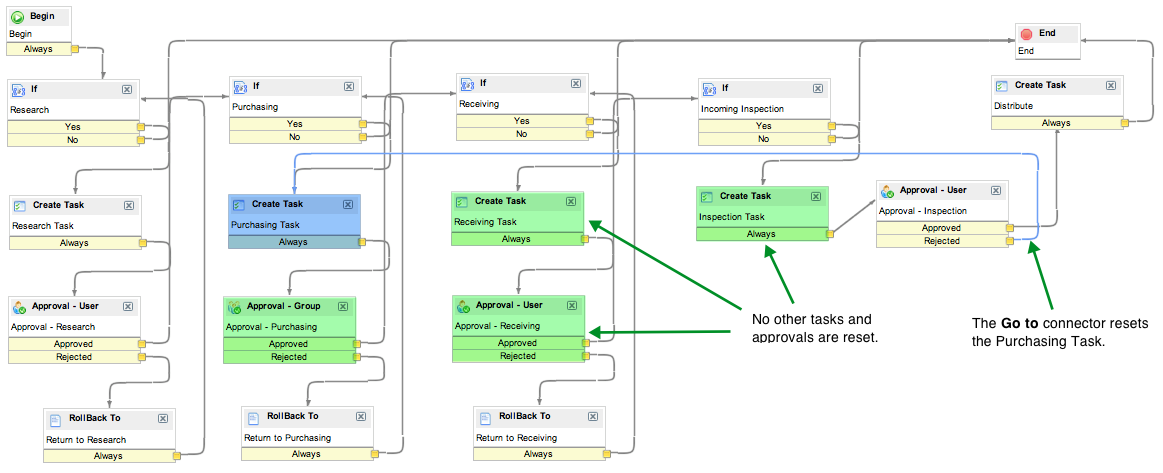 Begin
Begin
Always
If
Research
Yes
No
Create Task
Research Task
Always
Approval - User
Approval - Research
Approved
Rejected
RollBack To
Return to Research
Always
If
Purchasing
Yes
No
Create Task
Purchasing Task
Always
Approval - Group
Approval - Purchasing
Approved
Rejected
RollBack To
Return to Purchasing
Always
If
Receiving
Yes
No
Create Task
Receiving Task
Always
Approval - User
Approval - Receiving
Approved
Rejected
RollBack To
Return to Receiving
Always
If
Incoming Inspection
Yes
No
Create Task
Inspection Task
Always
Approval - User
Approval - Inspection
Approved
Rejected
End
End
Create Task
Distribute
Always
No other tasks and
approvals are reset.
The Go to connector resets
the Purchasing Task.